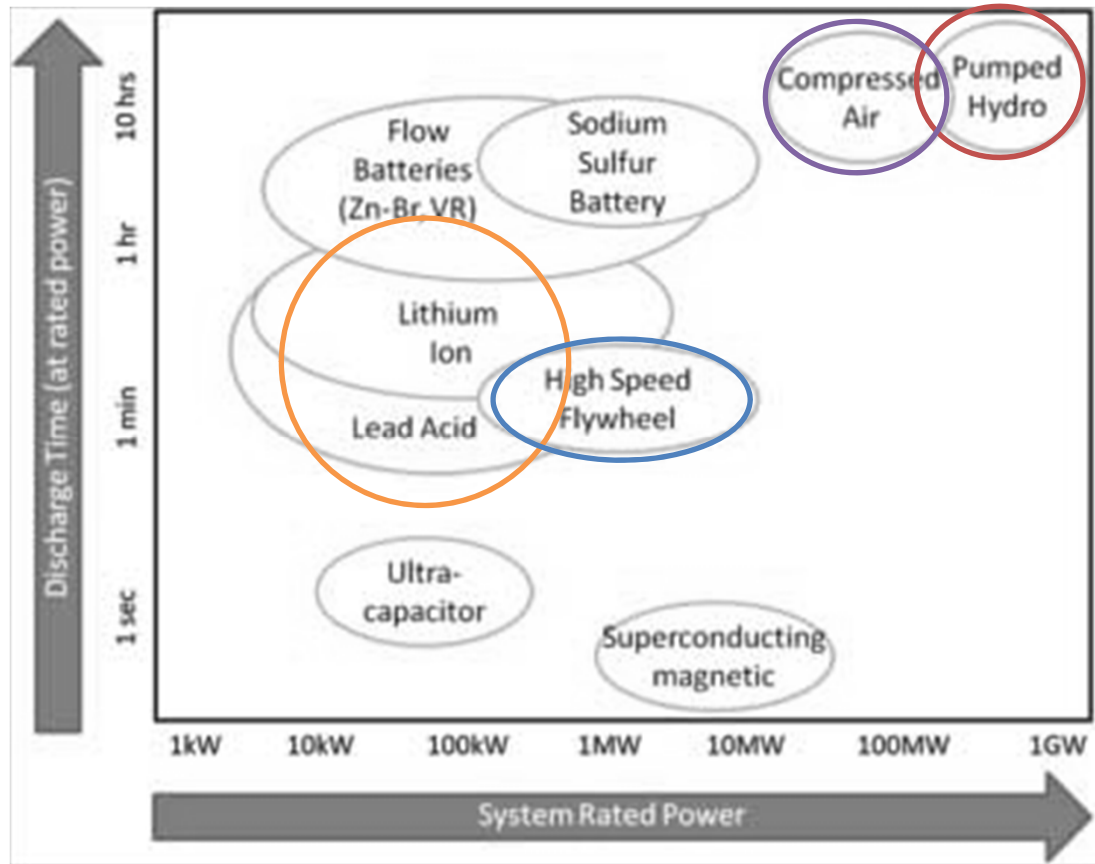 Discharge Time (at rated power)
10 hrs
1 hr
1 min
1 sec
Flow
Batteries
(Zn-Br, VR)
Sodium
Sulfur
Battery
Compressed
Air
Pumped
Hydro
Lithium
Ion
High Speed
Flywheel
Lead Acid
Ultra-
capacitor
Superconducting
magnetic
1kW 10kW 100kW 1MW 10MW 100MW 1GW
System Rated Power